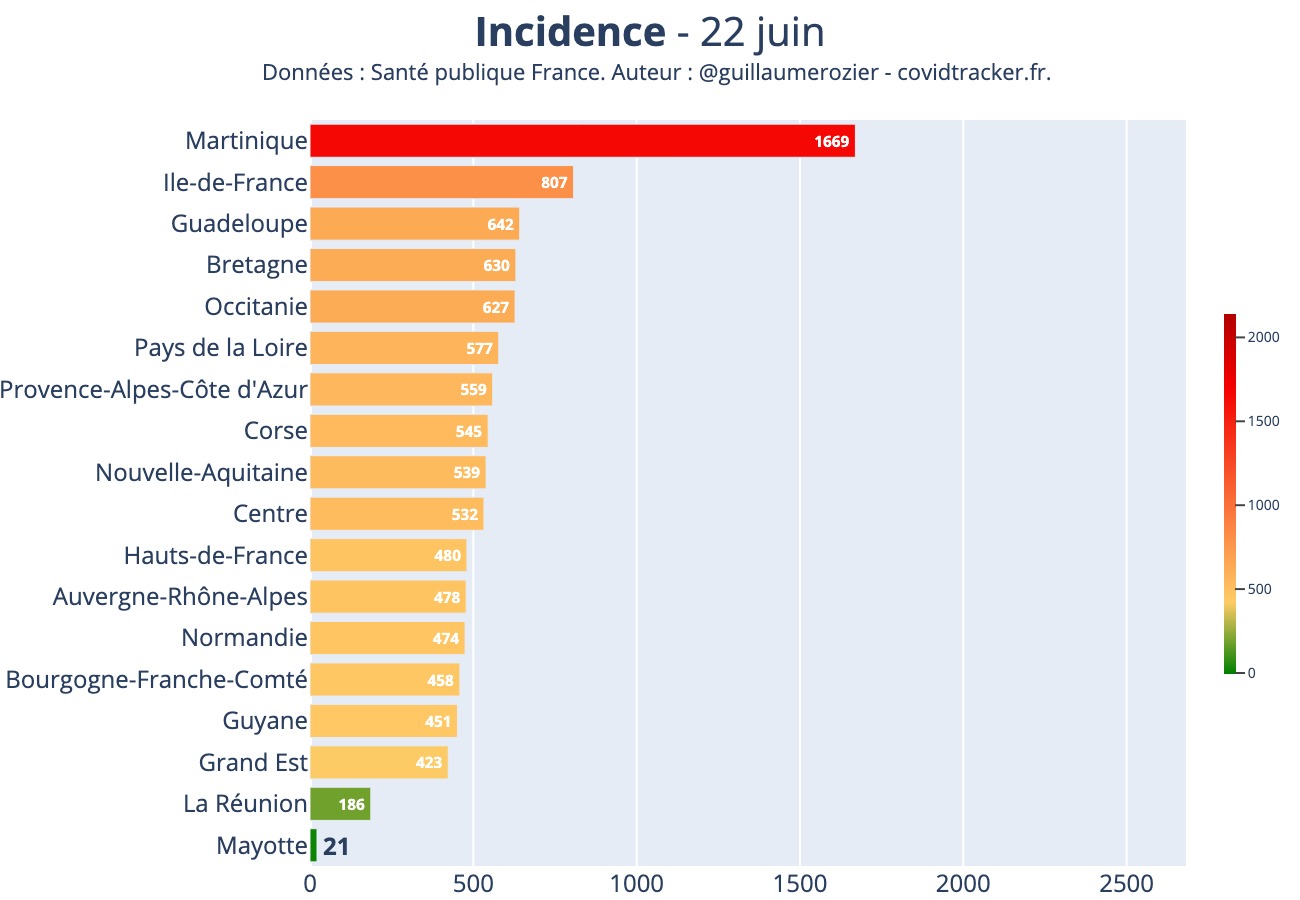 Incidence - 22 juin
Données : Santé publique France. Auteur : @guillaumerozier - covidtracker.fr.
Martinique 1669
Ile-de-France 807
Guadeloupe 642
Bretagne 630
Occitanie 627
Pays de la Loire 577
Provence-Alpes-Côte d'Azur 559
Corse 545
Nouvelle-Aquitaine 539
Centre 532
Hauts-de-France 480
Auvergne-Rhône-Alpes 478
Normandie 474
Bourgogne-Franche-Comté 458
Guyane 451
Grand Est 423
La Réunion 186
Mayotte 21
0 500 1000 1500 2000 2500
2000
1500
1000
500
0